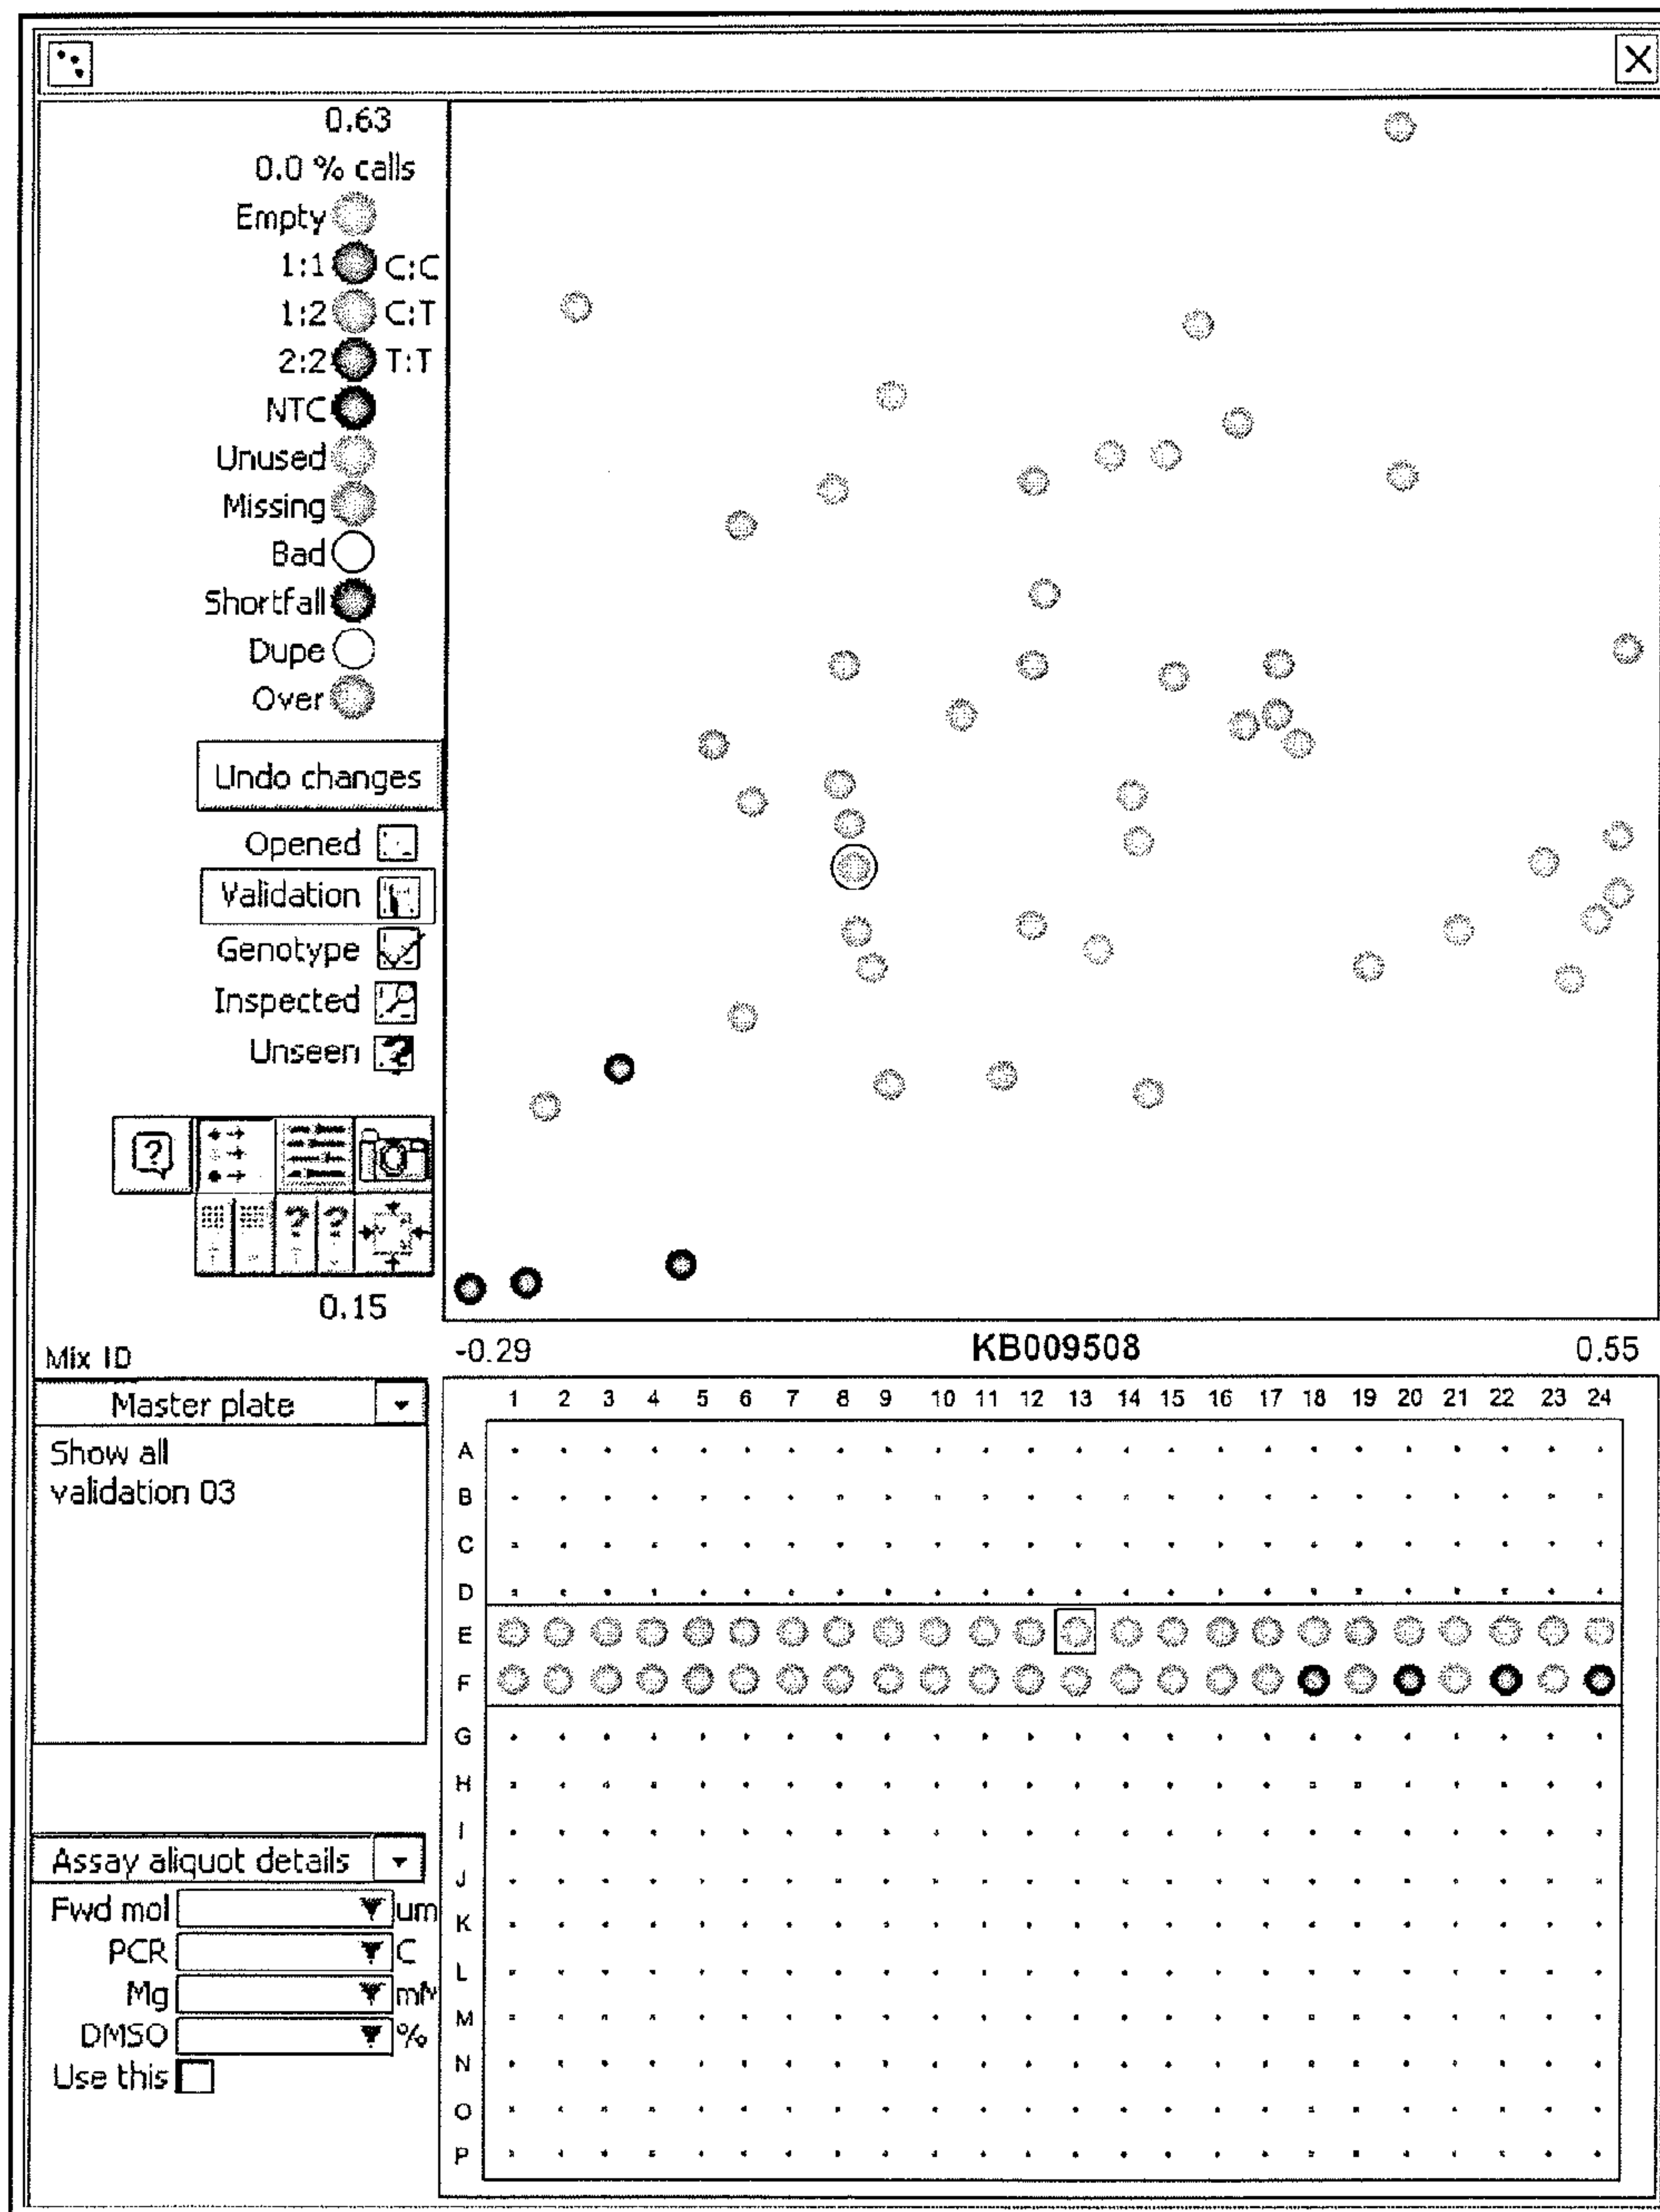 0.63
0.0 % calls
Empty
1:1 C:C
1:2 C:T
2:2 T:T
NTC
Unused
Missing
Bad
Shortfall
Dupe
Over
Undo changes
Opened
Validation
Genotype
Inspected
Unseen
?
? ?
0.15
-0.29 KB009508 0.55
Mix ID
Master plate
Show all
validation 03
1 2 3 4 5 6 7 8 9 10 11 12 13 14 15 16 17 18 19 20 21 22 23 24
A
B
C
D
E
F
G
H
I
J
K
L
M
N
O
P
Assay aliquot details
Fwd mol um
PCR C
Mg mM
DMSO %
Use this